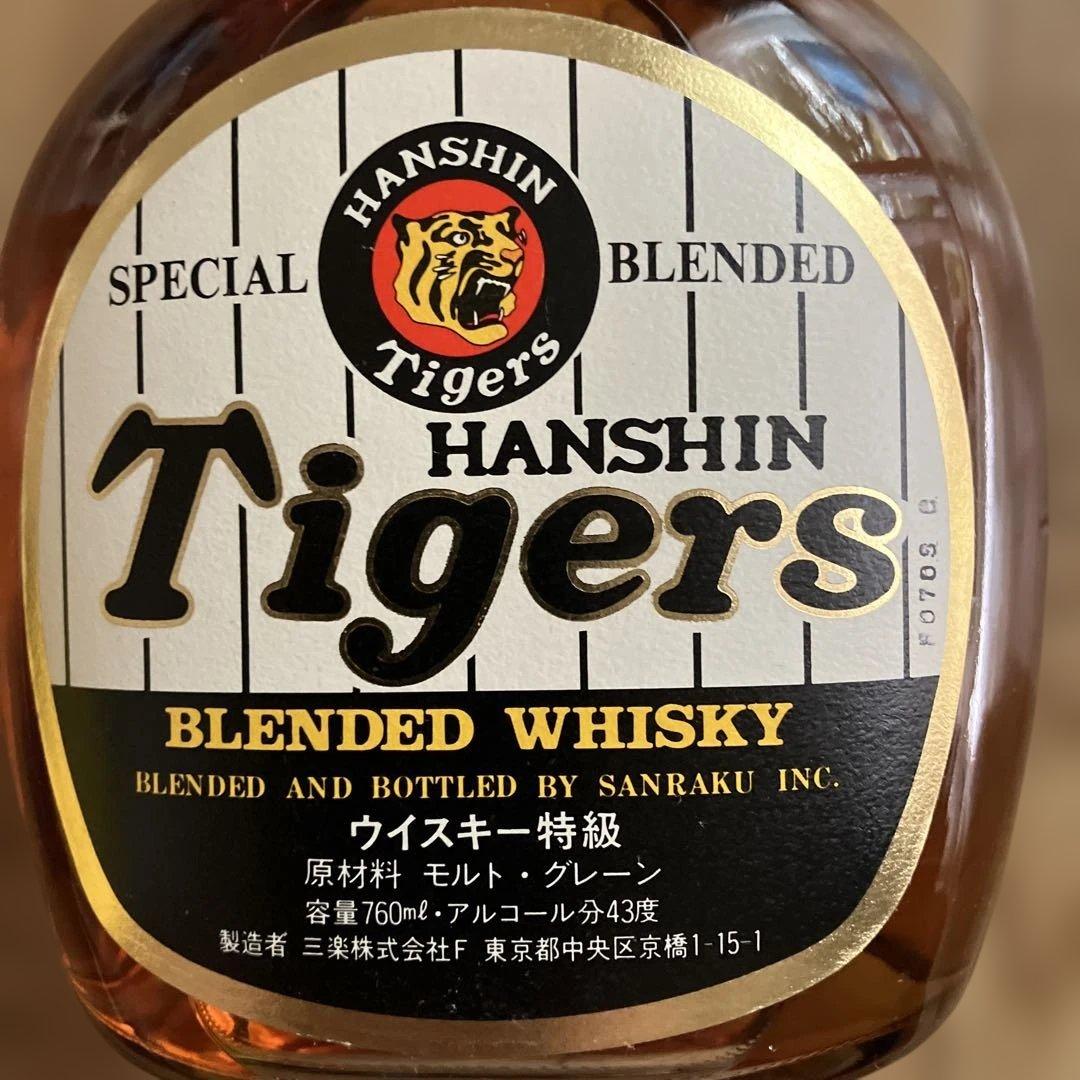 HANSHIN
Tigers
SPECIAL BLENDED
HANSHIN
Tigers
BLENDED WHISKY
BLENDED AND BOTTLED BY SANRAKU INC.
ウイスキー特級
原材料 モルト・グレーン
容量760ml・アルコール分43度
製造者 三楽株式会社F 東京都中央区京橋1-15-1